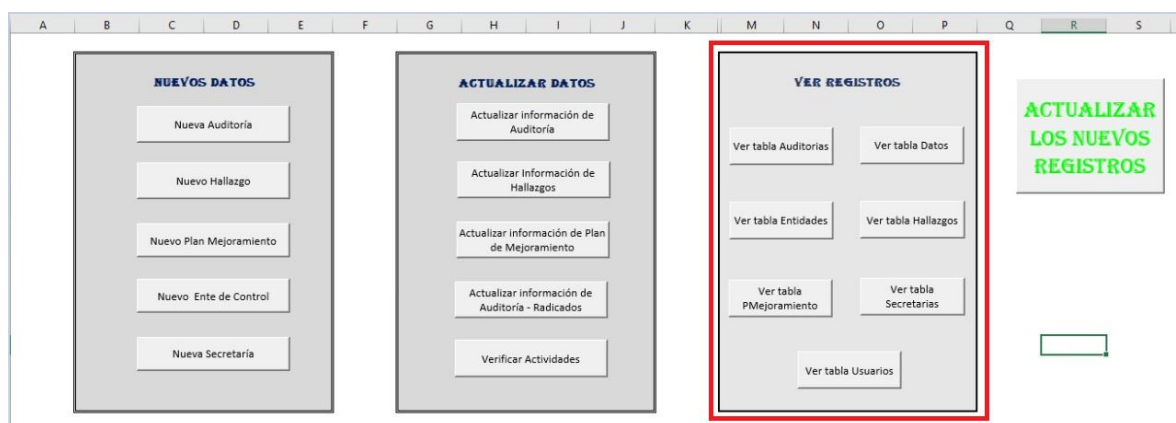 A B C D E F G H I J K M N O P Q R S
NUEVOS DATOS
Nueva Auditoría
Nuevo Hallazgo
Nuevo Plan Mejoramiento
Nuevo Ente de Control
Nueva Secretaría
ACTUALIZAR DATOS
Actualizar información de
Auditoría
Actualizar Información de
Hallazgos
Actualizar información de Plan
de Mejoramiento
Actualizar información de
Auditoría - Radicados
Verificar Actividades
VER REGISTROS
Ver tabla Auditorias
Ver tabla Datos
Ver tabla Entidades
Ver tabla Hallazgos
Ver tabla
PMejoramiento
Ver tabla
Secretarias
Ver tabla Usuarios
ACTUALIZAR
LOS NUEVOS
REGISTROS